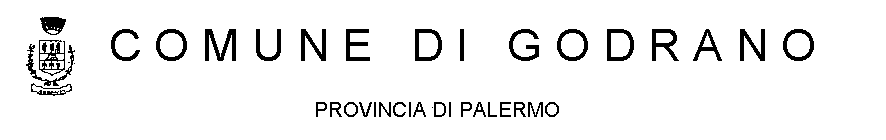 COMUNE DI GODRANO
PROVINCIA DI PALERMO